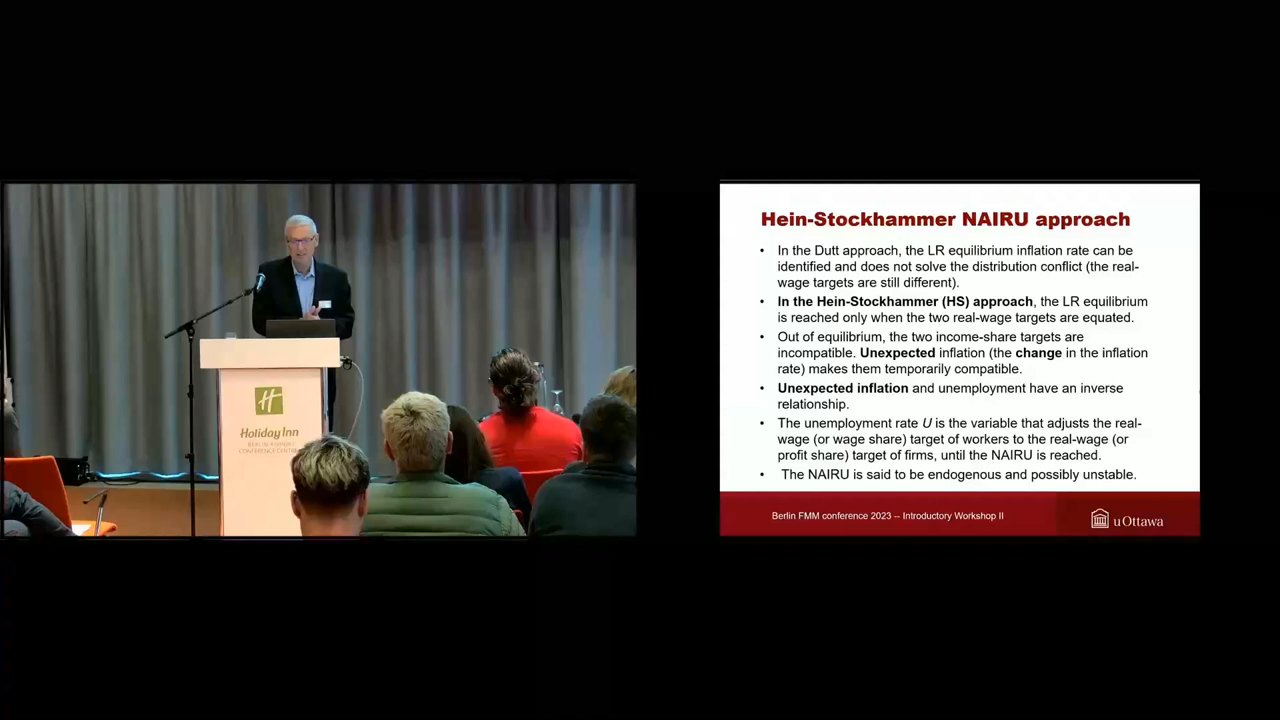 Hein-Stockhammer NAIRU approach
• In the Dutt approach, the LR equilibrium inflation rate can be
identified and does not solve the distribution conflict (the real-
wage targets are still different).
• In the Hein-Stockhammer (HS) approach, the LR equilibrium
is reached only when the two real-wage targets are equated.
• Out of equilibrium, the two income-share targets are
incompatible. Unexpected inflation (the change in the inflation
rate) makes them temporarily compatible.
• Unexpected inflation and unemployment have an inverse
relationship.
• The unemployment rate U is the variable that adjusts the real-
wage (or wage share) target of workers to the real-wage (or
profit share) target of firms, until the NAIRU is reached.
• The NAIRU is said to be endogenous and possibly unstable.
Berlin FMM conference 2023 -- Introductory Workshop II
uOttawa
H
Holiday Inn
CONFERENCE CENTRE